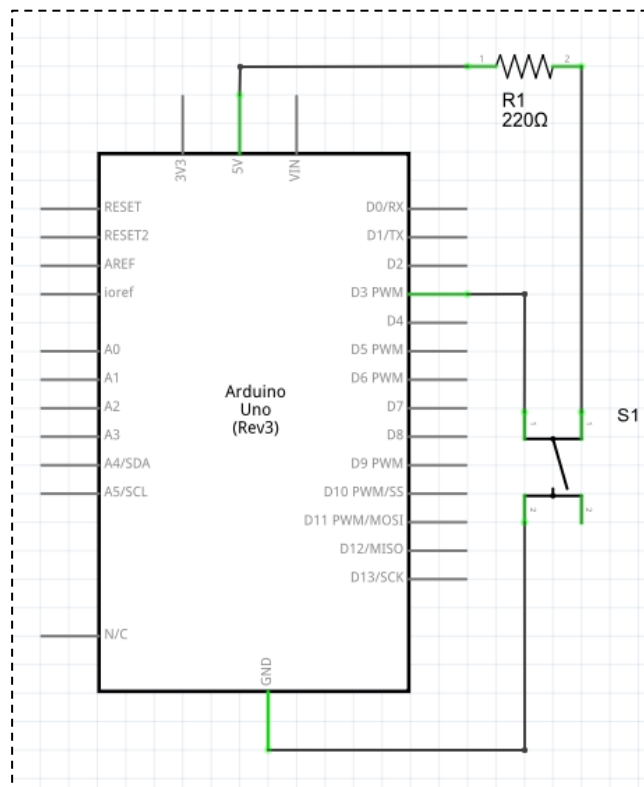 1
2
R1
220Ω
3V3
5V
VIN
RESET
D0/RX
RESET2
D1/TX
AREF
D2
ioref
D3 PWM
D4
A0
D5 PWM
A1
D6 PWM
Arduino
Uno
(Rev3)
A2
D7
S1
1
1
A3
D8
A4/SDA
D9 PWM
A5/SCL
D10 PWM/SS
2
2
D11 PWM/MOSI
D12/MISO
D13/SCK
N/C
GND